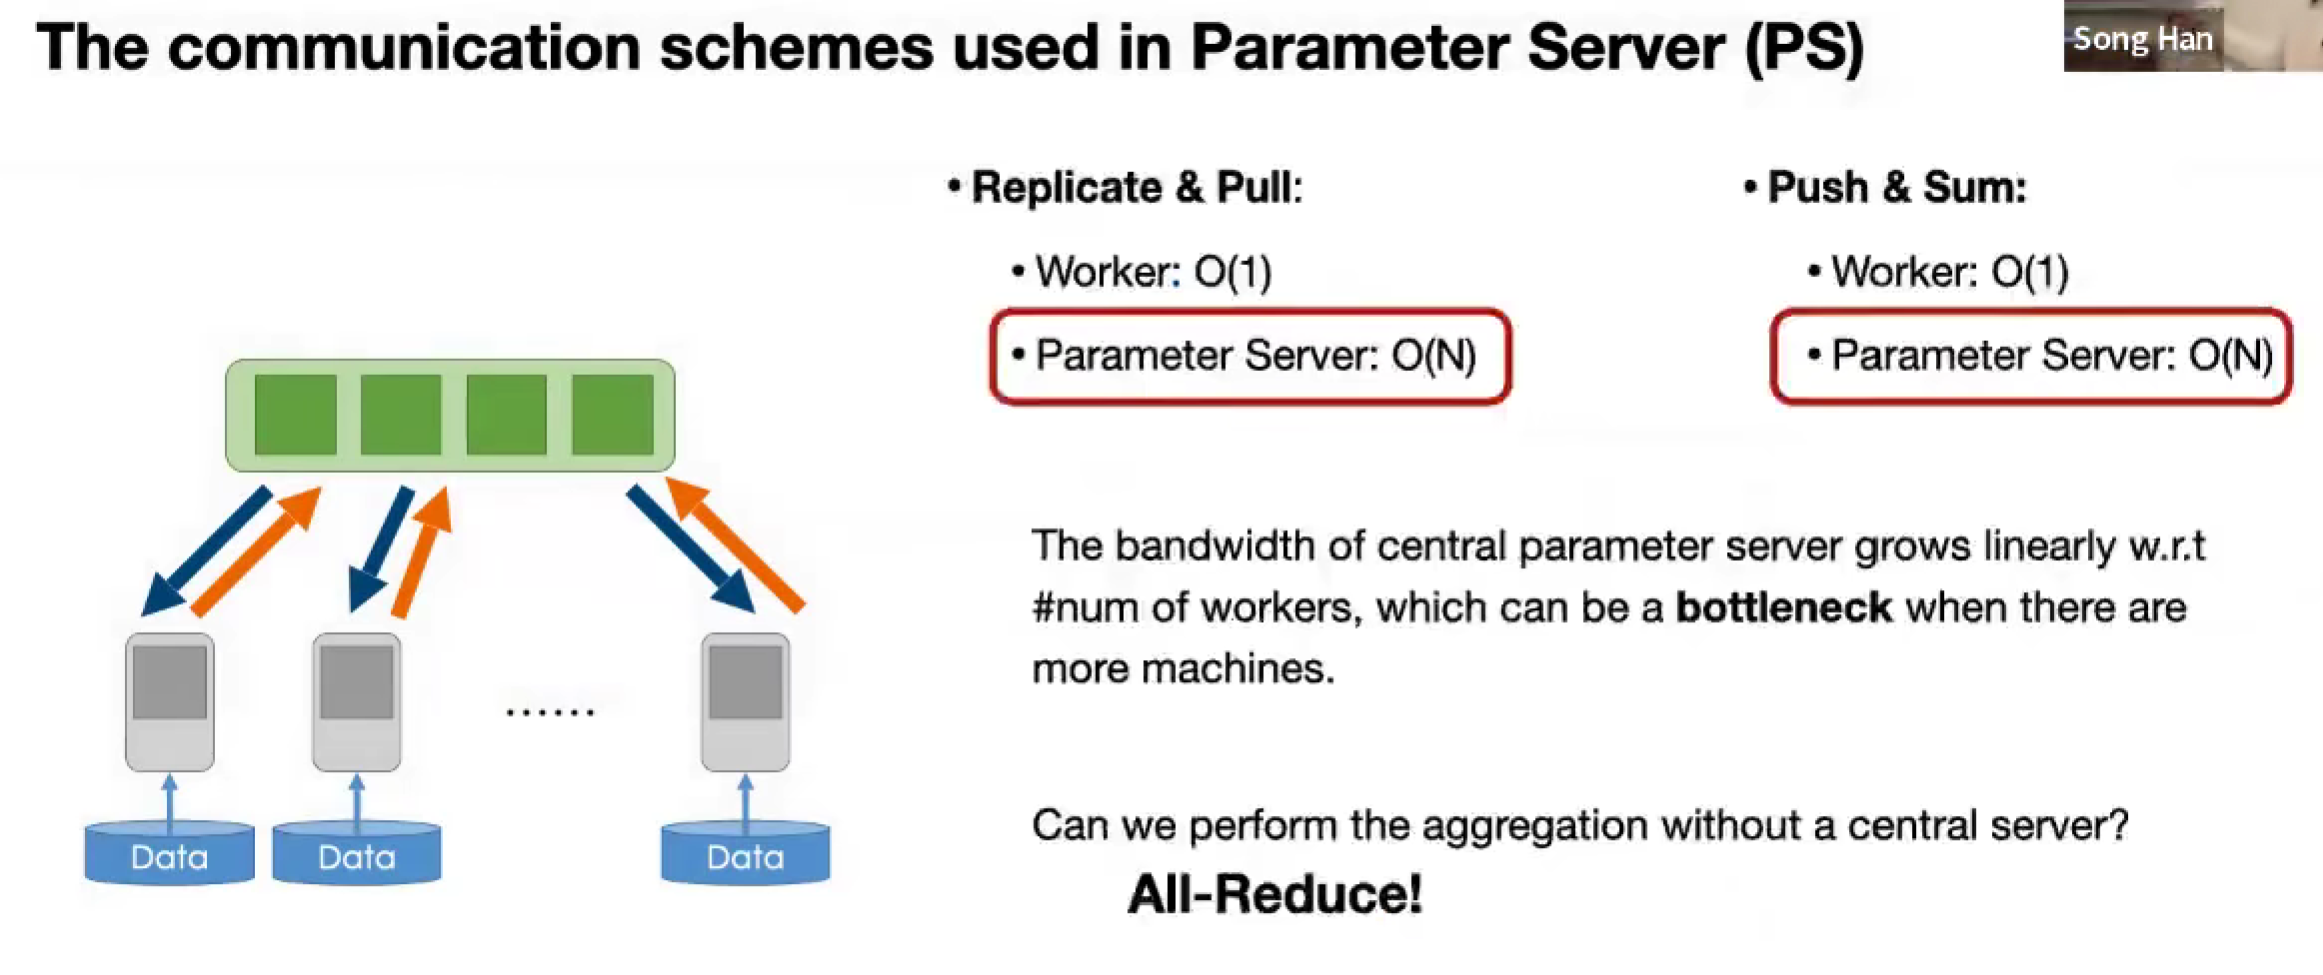 The communication schemes used in Parameter Server (PS)
Song Han
• Replicate & Pull:
• Worker: O(1)
• Parameter Server: O(N)
• Push & Sum:
• Worker: O(1)
• Parameter Server: O(N)
The bandwidth of central parameter server grows linearly w.r.t
#num of workers, which can be a bottleneck when there are
more machines.
Can we perform the aggregation without a central server?
All-Reduce!
......
Data
Data
Data